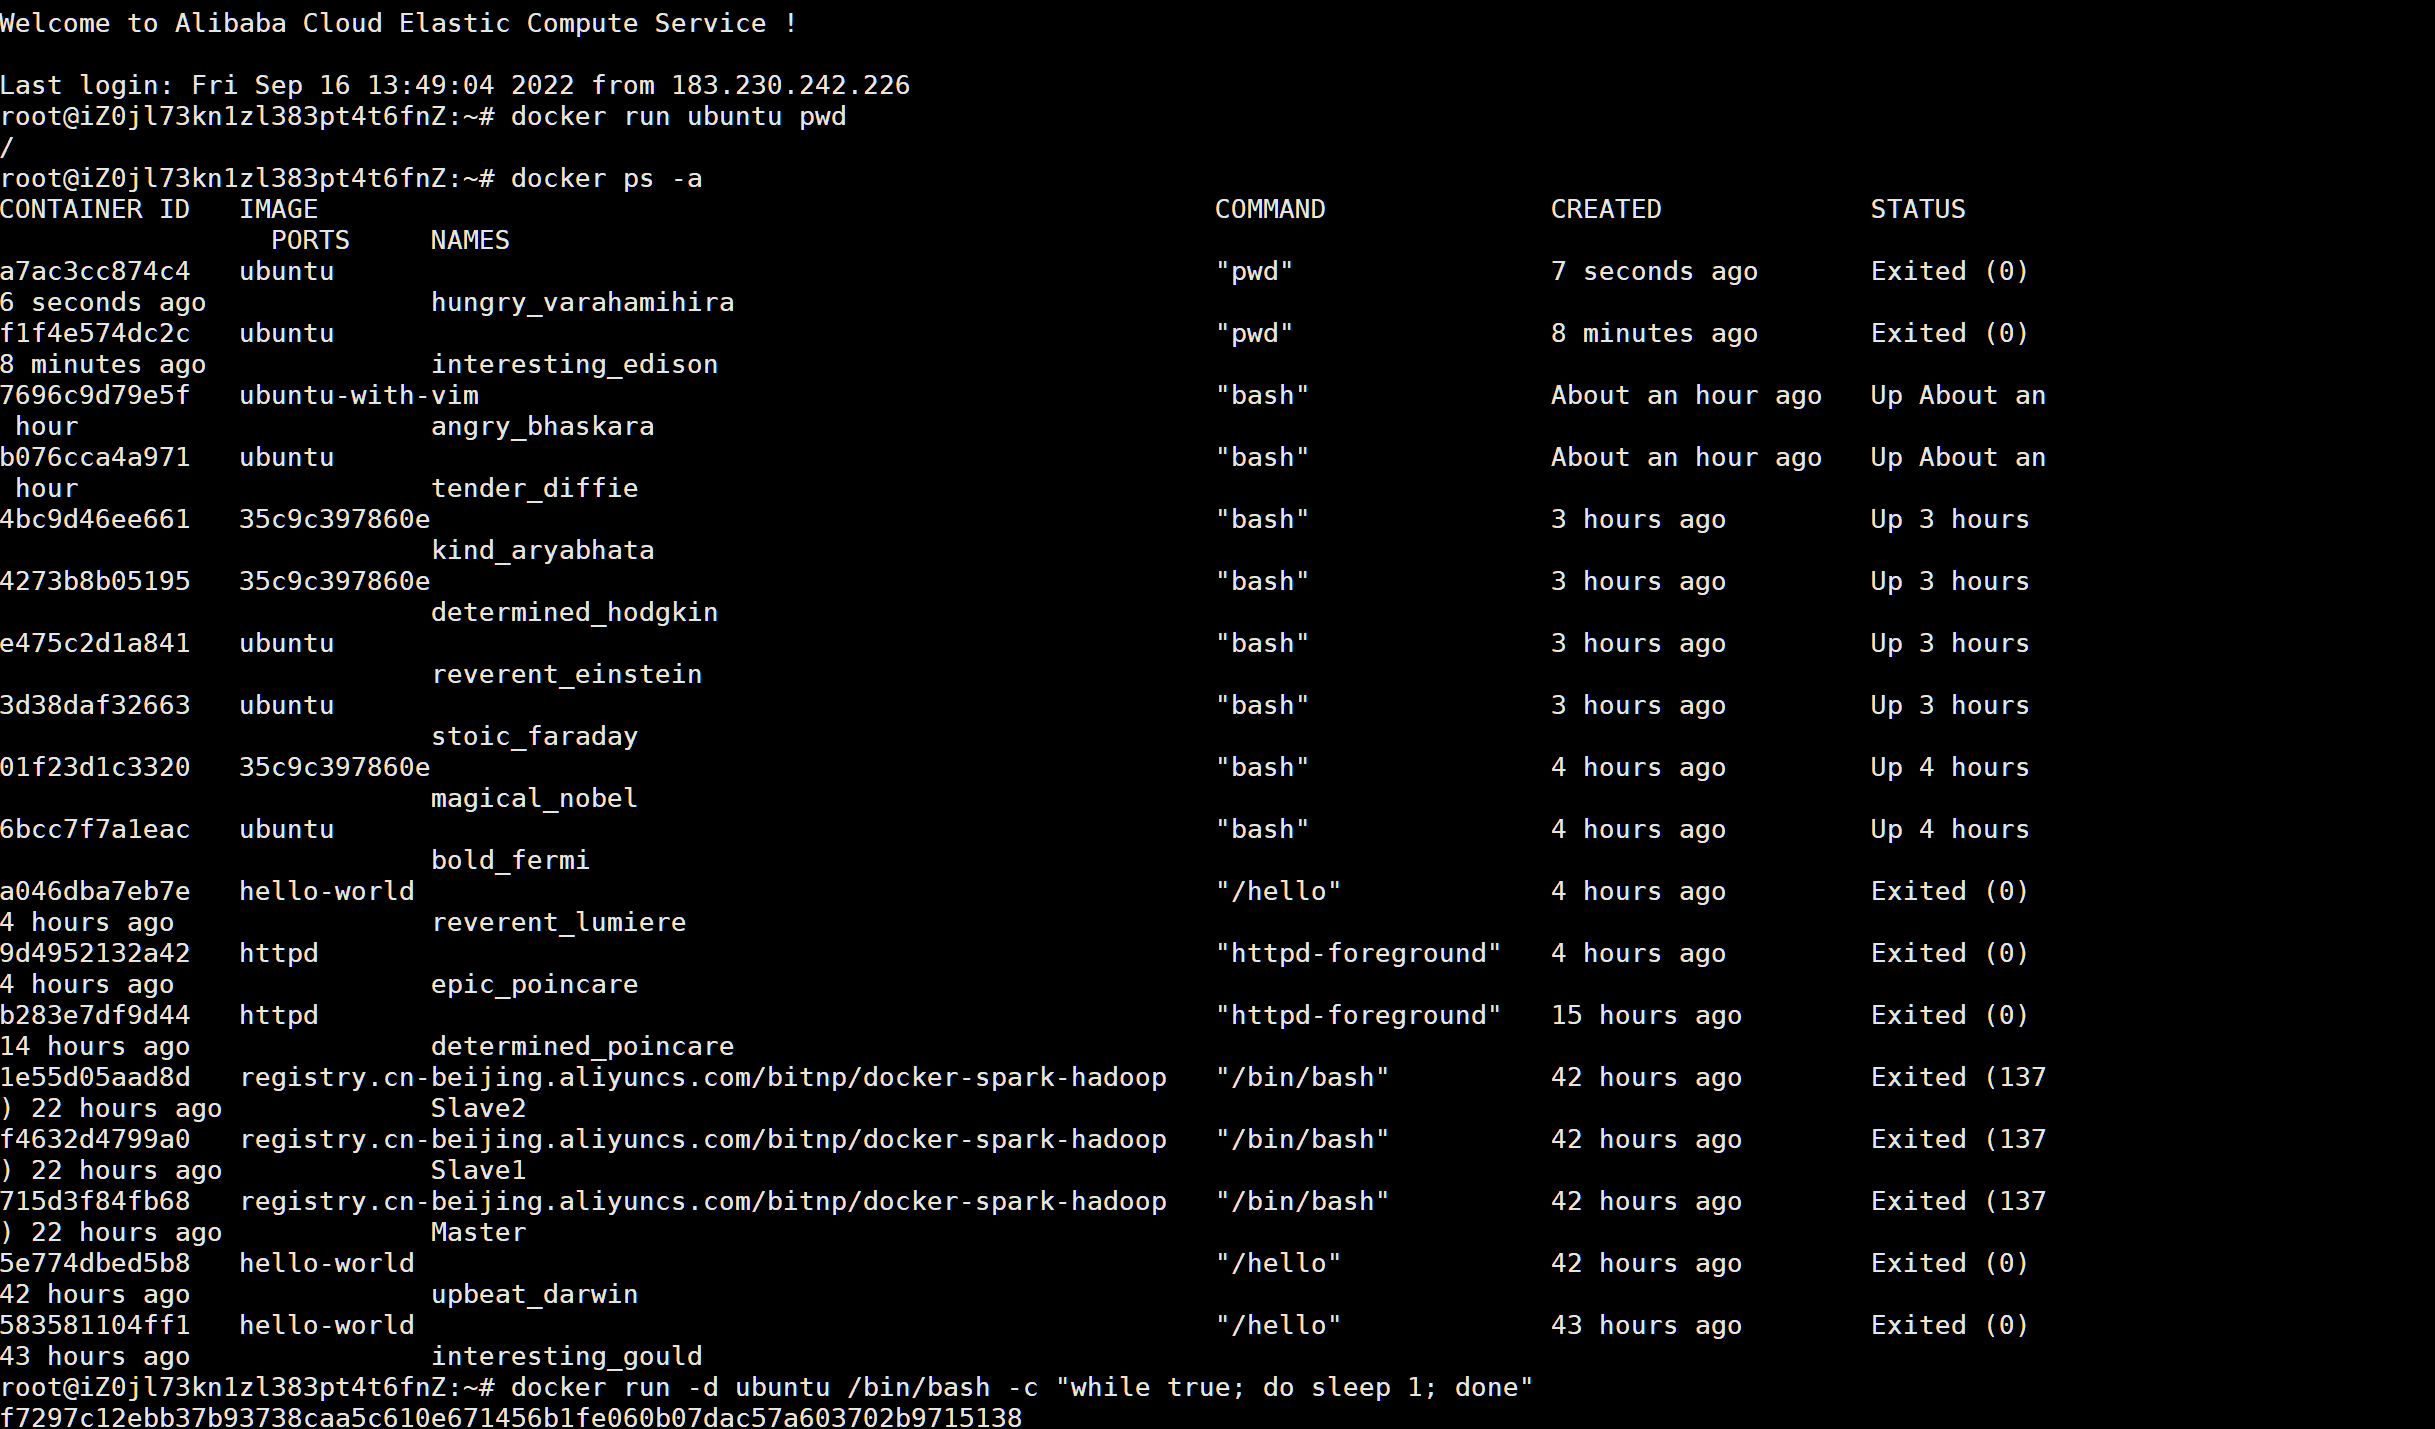 Welcome to Alibaba Cloud Elastic Compute Service !
Last login: Fri Sep 16 13:49:04 2022 from 183.230.242.226
root@iZ0jl73kn1zl383pt4t6fnZ:~# docker run ubuntu pwd
/
root@iZ0jl73kn1zl383pt4t6fnZ:~# docker ps -a
CONTAINER ID   IMAGE                                                        COMMAND              CREATED             STATUS
                 PORTS     NAMES
a7ac3cc874c4   ubuntu                                                       "pwd"                7 seconds ago       Exited (0)
6 seconds ago              hungry_varahamihira
f1f4e574dc2c   ubuntu                                                       "pwd"                8 minutes ago       Exited (0)
8 minutes ago              interesting_edison
7696c9d79e5f   ubuntu-with-vim                                              "bash"               About an hour ago   Up About an
 hour                      angry_bhaskara
b076cca4a971   ubuntu                                                       "bash"               About an hour ago   Up About an
 hour                      tender_diffie
4bc9d46ee661   35c9c397860e                                                 "bash"               3 hours ago         Up 3 hours
                           kind_aryabhata
4273b8b05195   35c9c397860e                                                 "bash"               3 hours ago         Up 3 hours
                           determined_hodgkin
e475c2d1a841   ubuntu                                                       "bash"               3 hours ago         Up 3 hours
                           reverent_einstein
3d38daf32663   ubuntu                                                       "bash"               3 hours ago         Up 3 hours
                           stoic_faraday
01f23d1c3320   35c9c397860e                                                 "bash"               4 hours ago         Up 4 hours
                           magical_nobel
6bcc7f7a1eac   ubuntu                                                       "bash"               4 hours ago         Up 4 hours
                           bold_fermi
a046dba7eb7e   hello-world                                                  "/hello"             4 hours ago         Exited (0)
4 hours ago                reverent_lumiere
9d4952132a42   httpd                                                        "httpd-foreground"   4 hours ago         Exited (0)
4 hours ago                epic_poincare
b283e7df9d44   httpd                                                        "httpd-foreground"   15 hours ago        Exited (0)
14 hours ago               determined_poincare
1e55d05aad8d   registry.cn-beijing.aliyuncs.com/bitnp/docker-spark-hadoop   "/bin/bash"          42 hours ago        Exited (137
) 22 hours ago             Slave2
f4632d4799a0   registry.cn-beijing.aliyuncs.com/bitnp/docker-spark-hadoop   "/bin/bash"          42 hours ago        Exited (137
) 22 hours ago             Slave1
715d3f84fb68   registry.cn-beijing.aliyuncs.com/bitnp/docker-spark-hadoop   "/bin/bash"          42 hours ago        Exited (137
) 22 hours ago             Master
5e774dbed5b8   hello-world                                                  "/hello"             42 hours ago        Exited (0)
42 hours ago               upbeat_darwin
583581104ff1   hello-world                                                  "/hello"             43 hours ago        Exited (0)
43 hours ago               interesting_gould
root@iZ0jl73kn1zl383pt4t6fnZ:~# docker run -d ubuntu /bin/bash -c "while true; do sleep 1; done"
f7297c12ebb37b93738caa5c610e671456b1fe060b07dac57a603702b9715138